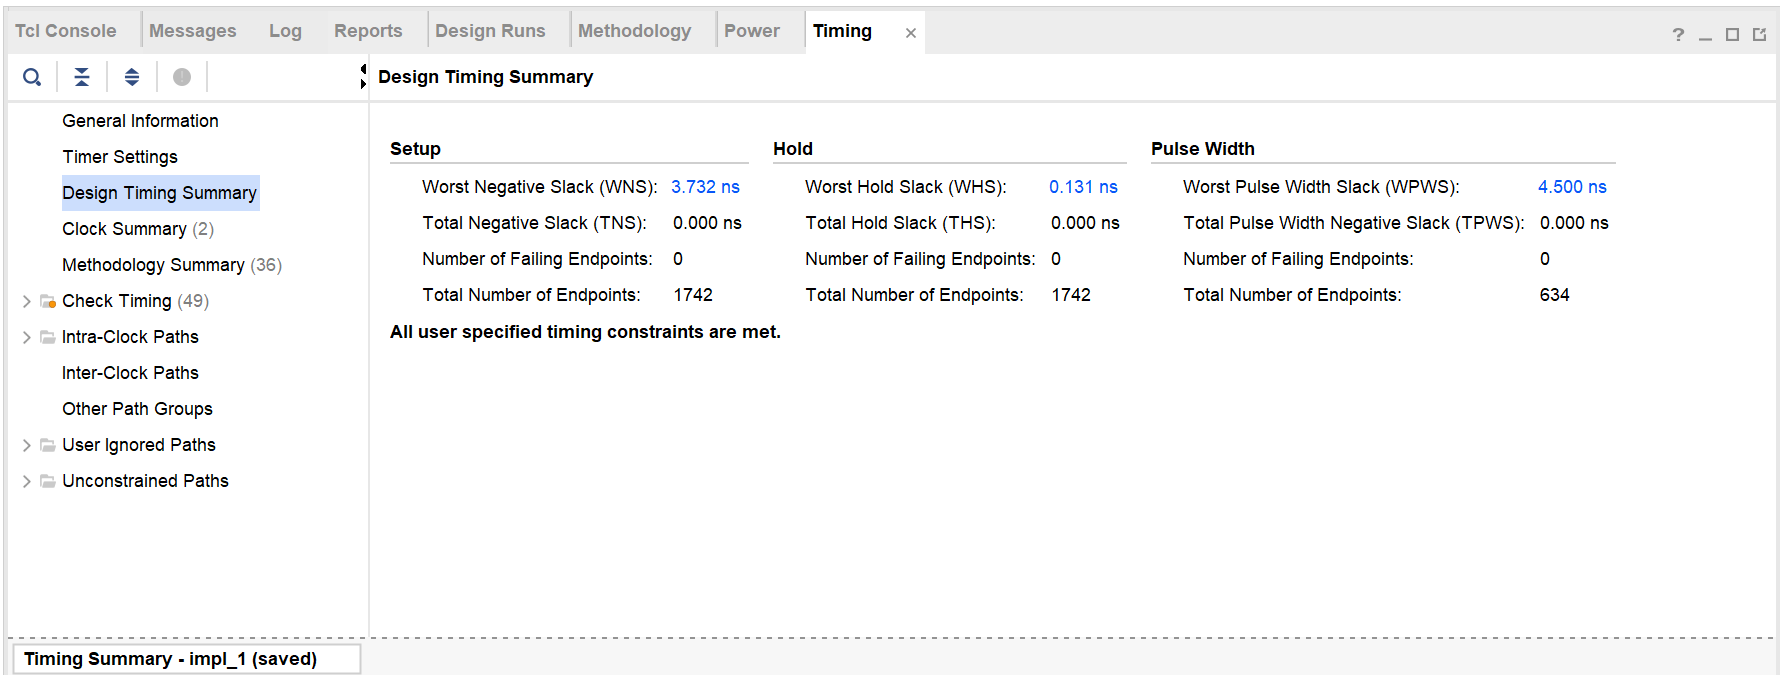 Tcl Console Messages Log Reports Design Runs Methodology Power Timing × ?
Design Timing Summary
General Information
Timer Settings
Design Timing Summary
Clock Summary (2)
Methodology Summary (36)
Check Timing (49)
Intra-Clock Paths
Inter-Clock Paths
Other Path Groups
User Ignored Paths
Unconstrained Paths
Setup
Worst Negative Slack (WNS): 3.732 ns
Total Negative Slack (TNS): 0.000 ns
Number of Failing Endpoints: 0
Total Number of Endpoints: 1742
Hold
Worst Hold Slack (WHS): 0.131 ns
Total Hold Slack (THS): 0.000 ns
Number of Failing Endpoints: 0
Total Number of Endpoints: 1742
Pulse Width
Worst Pulse Width Slack (WPWS): 4.500 ns
Total Pulse Width Negative Slack (TPWS): 0.000 ns
Number of Failing Endpoints: 0
Total Number of Endpoints: 634
All user specified timing constraints are met.
Timing Summary - impl_1 (saved)